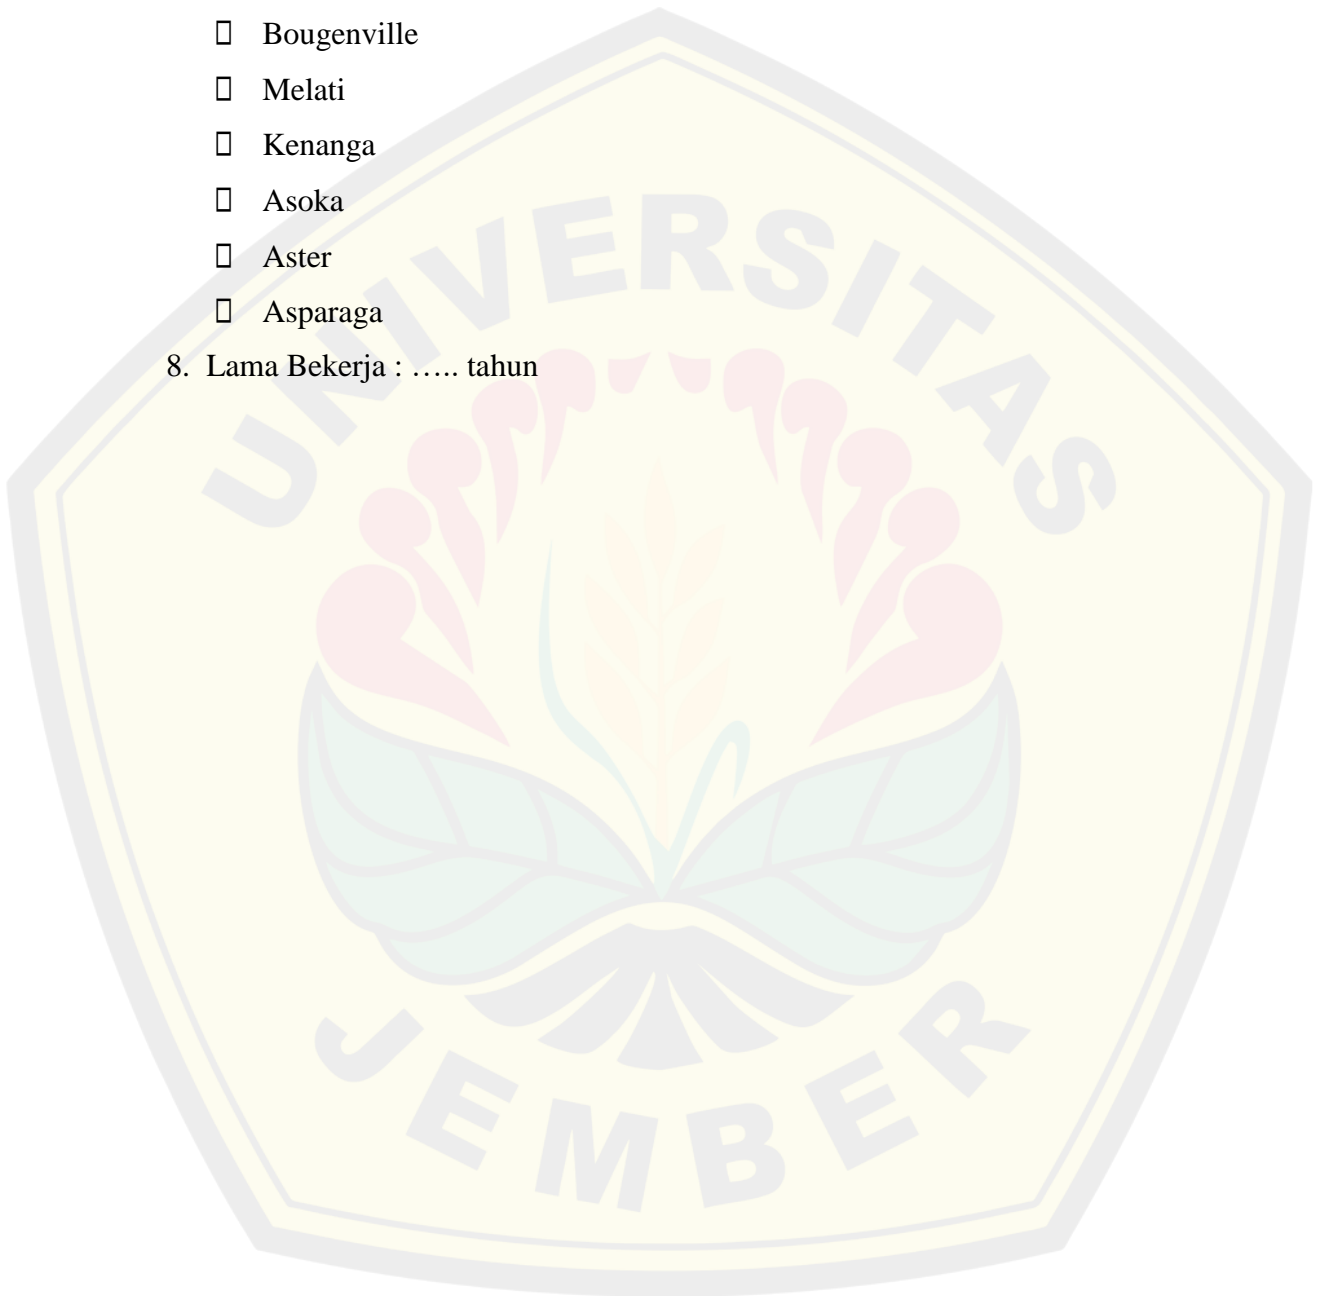 ▯ Bougenville
▯ Melati
▯ Kenanga
▯ Asoka
▯ Aster
▯ Asparaga
8. Lama Bekerja : ….. tahun
UNIVERSITAS
JEMBER